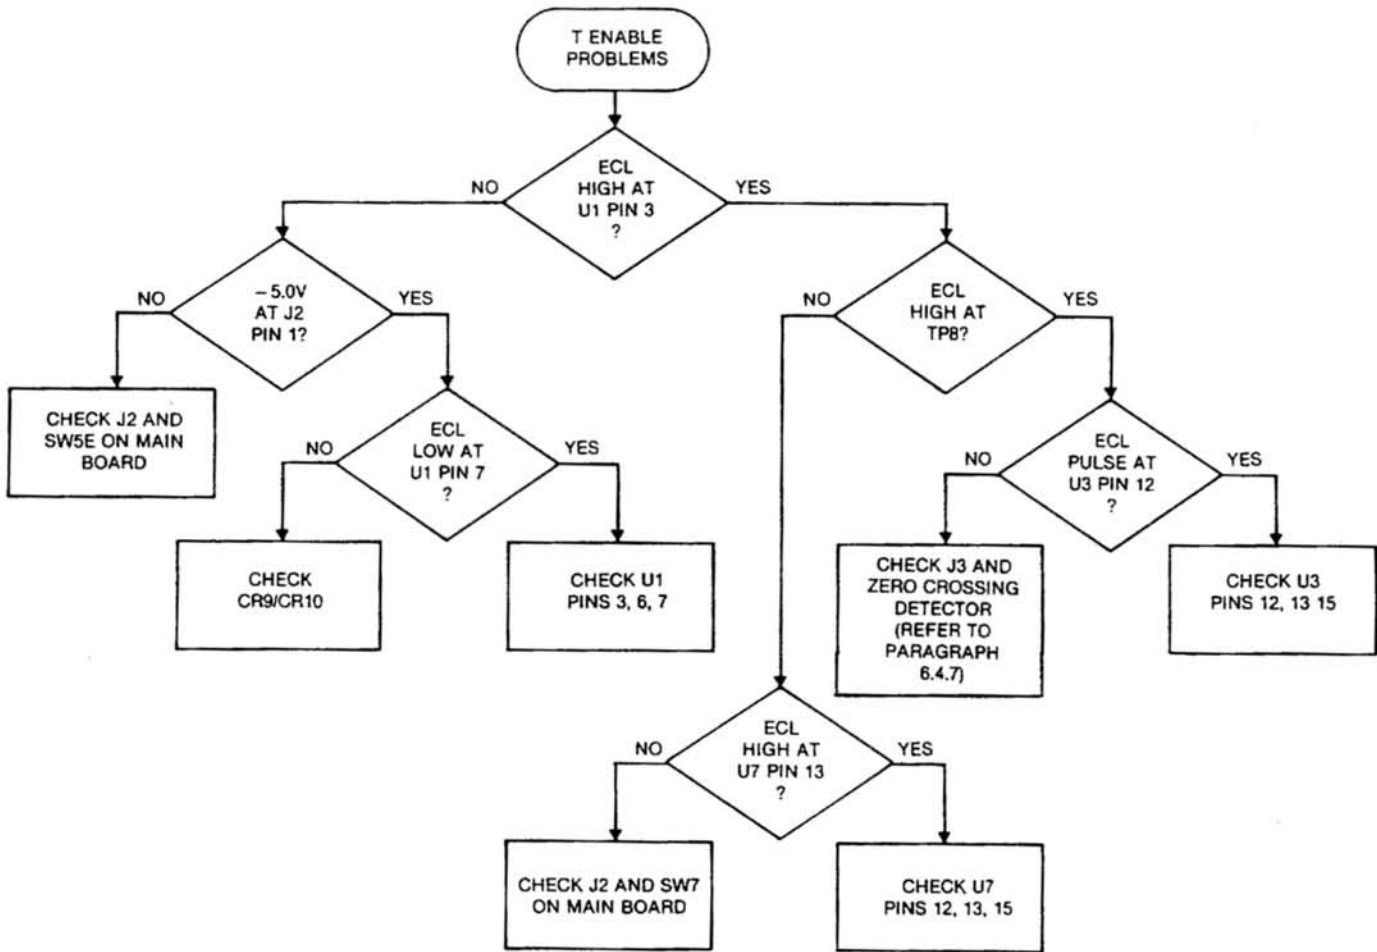 T ENABLE
PROBLEMS
ECL
HIGH AT
U1 PIN 3
?
NO
YES
–5.0V
AT J2
PIN 1?
NO
YES
ECL
HIGH AT
TP8?
NO
YES
CHECK J2 AND
SW5E ON MAIN
BOARD
ECL
LOW AT
U1 PIN 7
?
NO
YES
ECL
PULSE AT
U3 PIN 12
?
NO
YES
CHECK
CR9/CR10
CHECK U1
PINS 3, 6, 7
CHECK J3 AND
ZERO CROSSING
DETECTOR
(REFER TO
PARAGRAPH
6.4.7)
CHECK U3
PINS 12, 13 15
ECL
HIGH AT
U7 PIN 13
?
NO
YES
CHECK J2 AND SW7
ON MAIN BOARD
CHECK U7
PINS 12, 13, 15